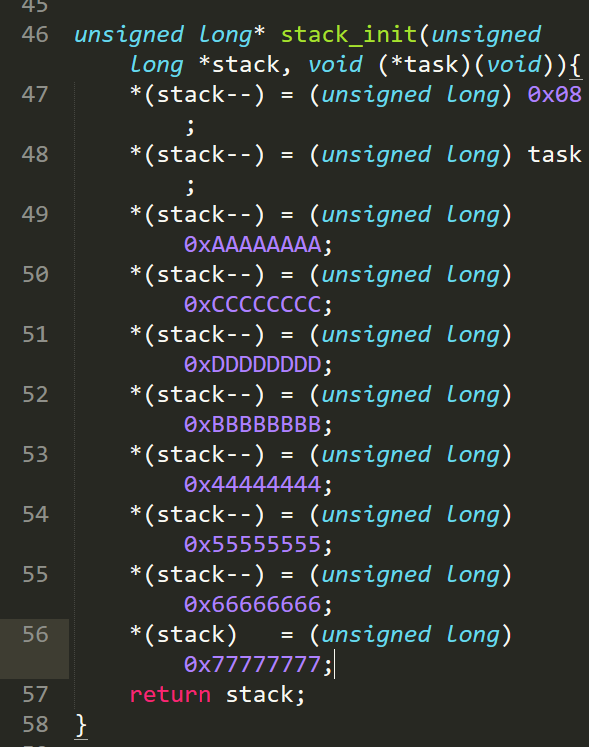 45
46 unsigned long* stack_init(unsigned
long *stack, void (*task)(void)){
47 *(stack--) = (unsigned long) 0x08
;
48 *(stack--) = (unsigned long) task
;
49 *(stack--) = (unsigned long)
0xAAAAAAAA;
50 *(stack--) = (unsigned long)
0xCCCCCCCC;
51 *(stack--) = (unsigned long)
0xDDDDDDDD;
52 *(stack--) = (unsigned long)
0xBBBBBBBB;
53 *(stack--) = (unsigned long)
0x44444444;
54 *(stack--) = (unsigned long)
0x55555555;
55 *(stack--) = (unsigned long)
0x66666666;
56 *(stack)   = (unsigned long)
0x77777777;
57 return stack;
58 }